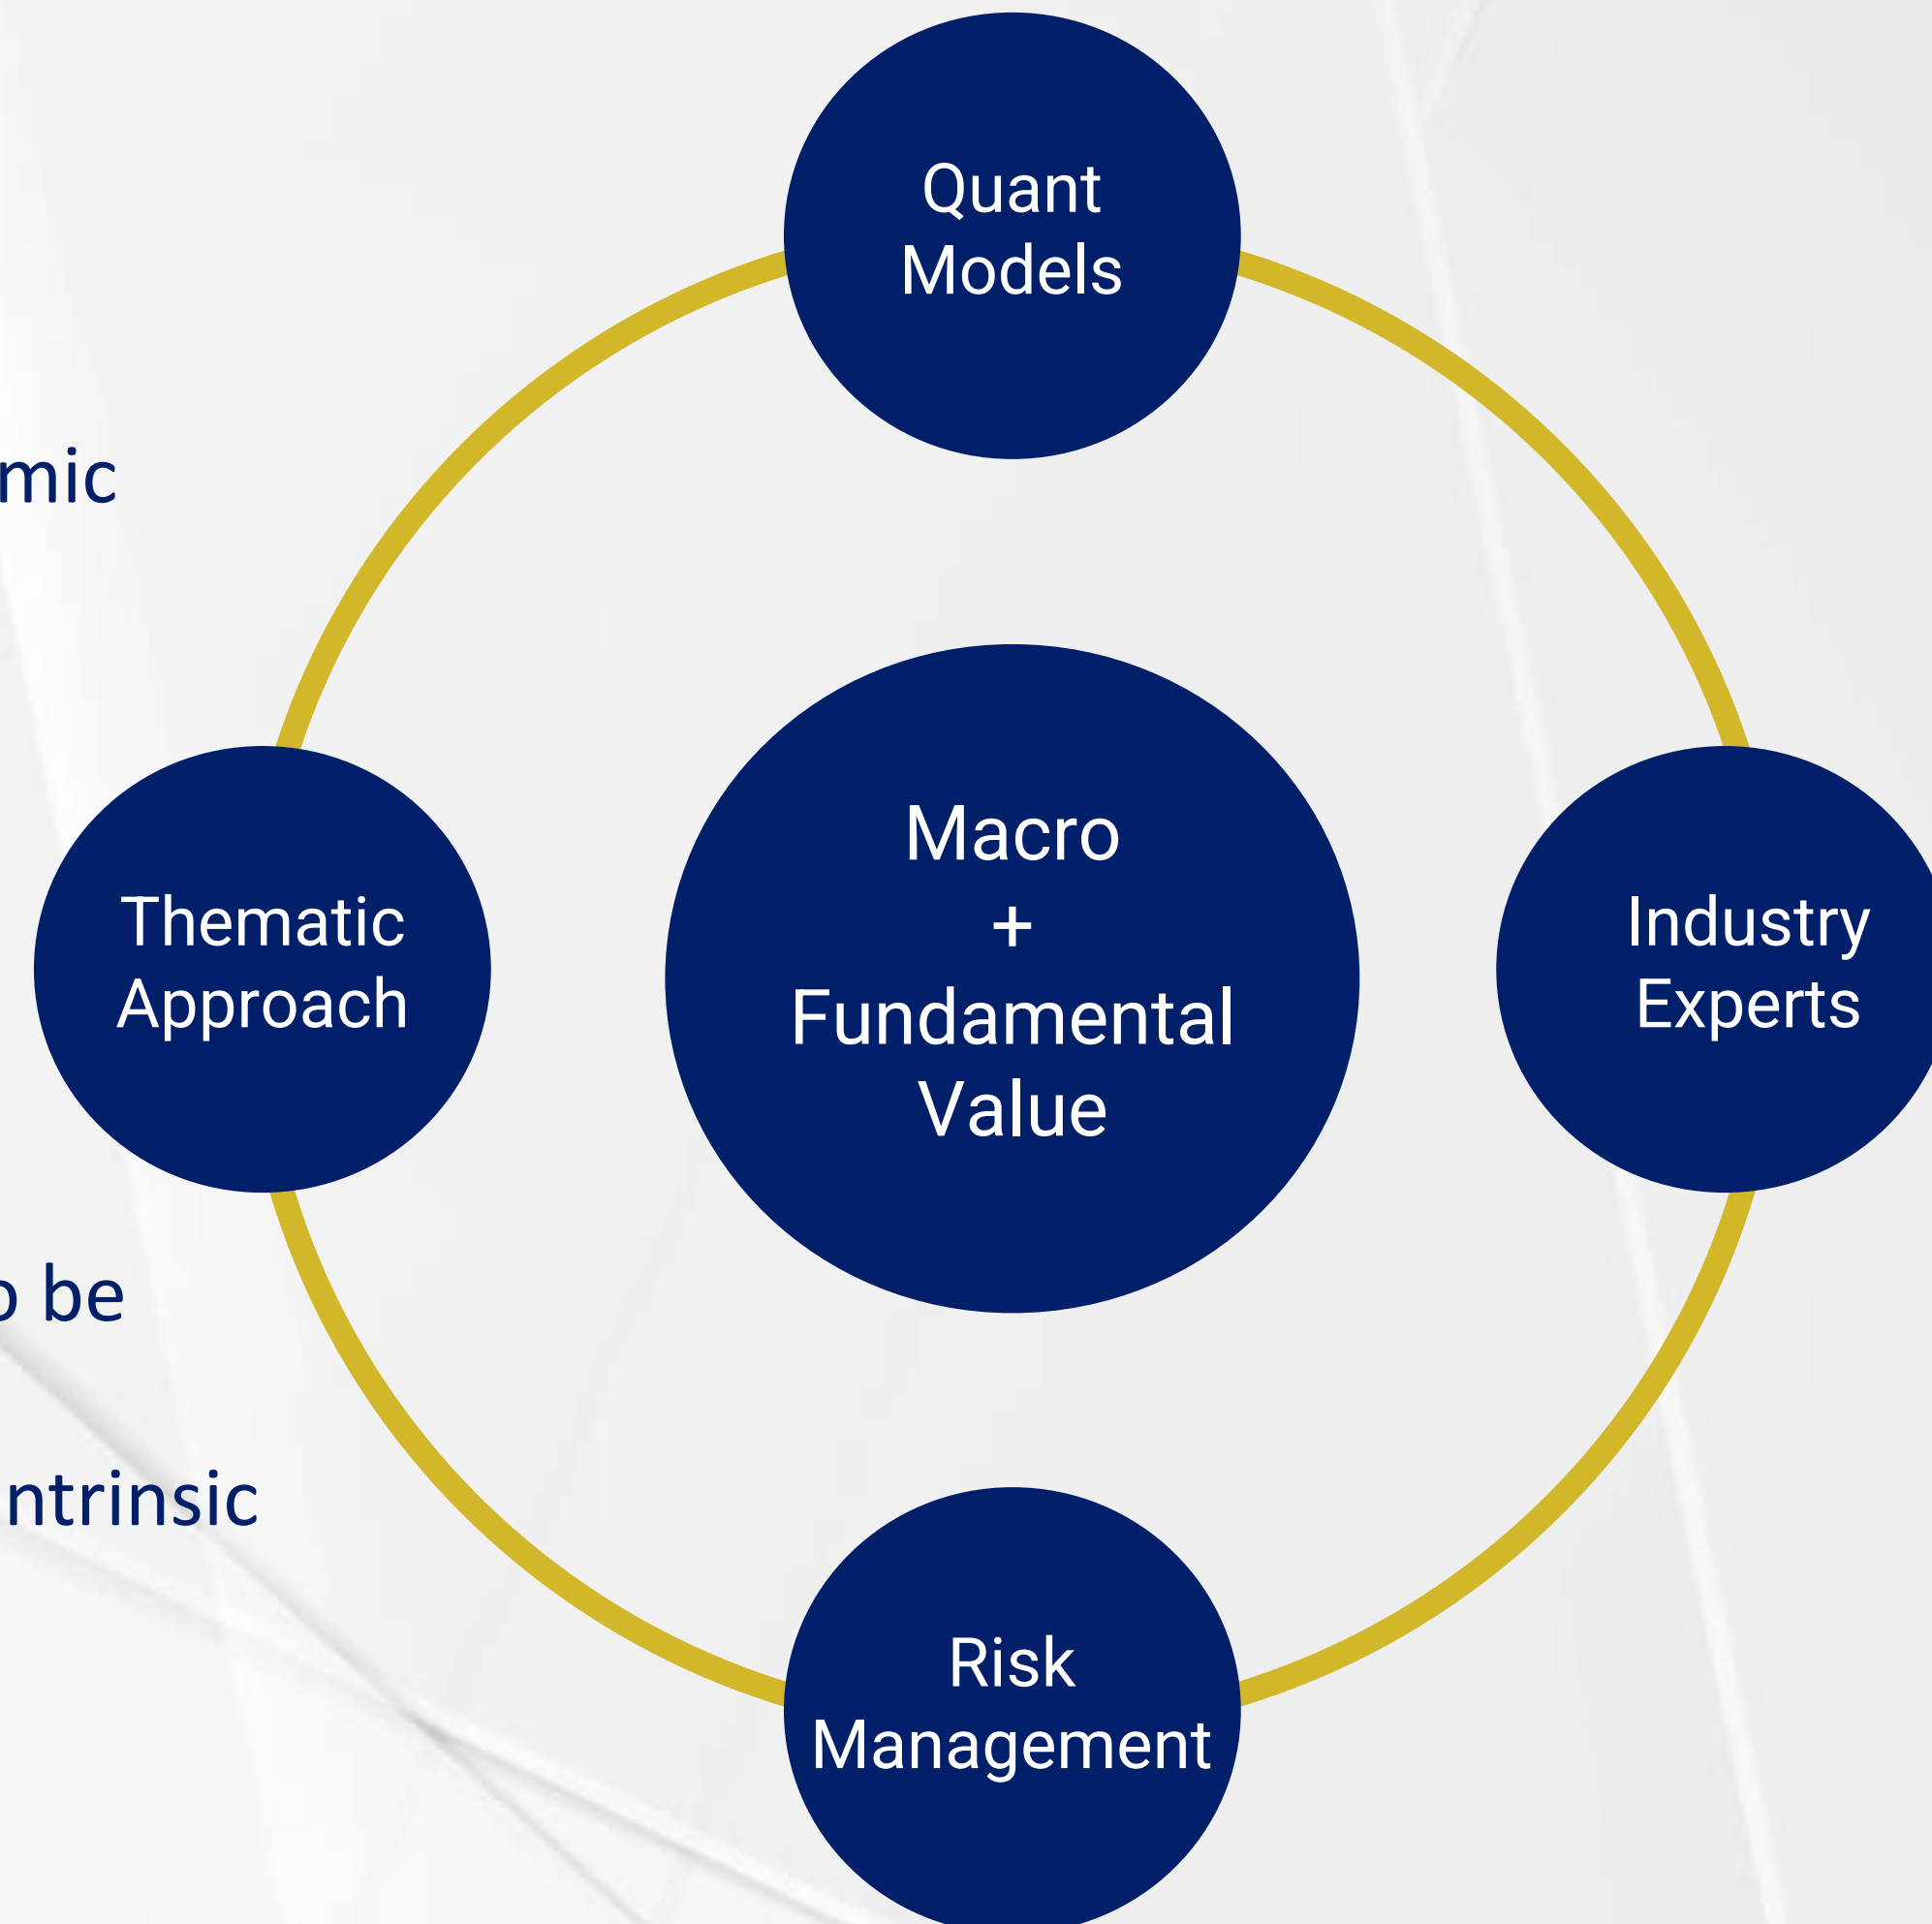 Quant
Models
mic
Macro
+
Fundamental
Value
Thematic
Approach
Industry
Experts
be
ntrinsic
Risk
Management